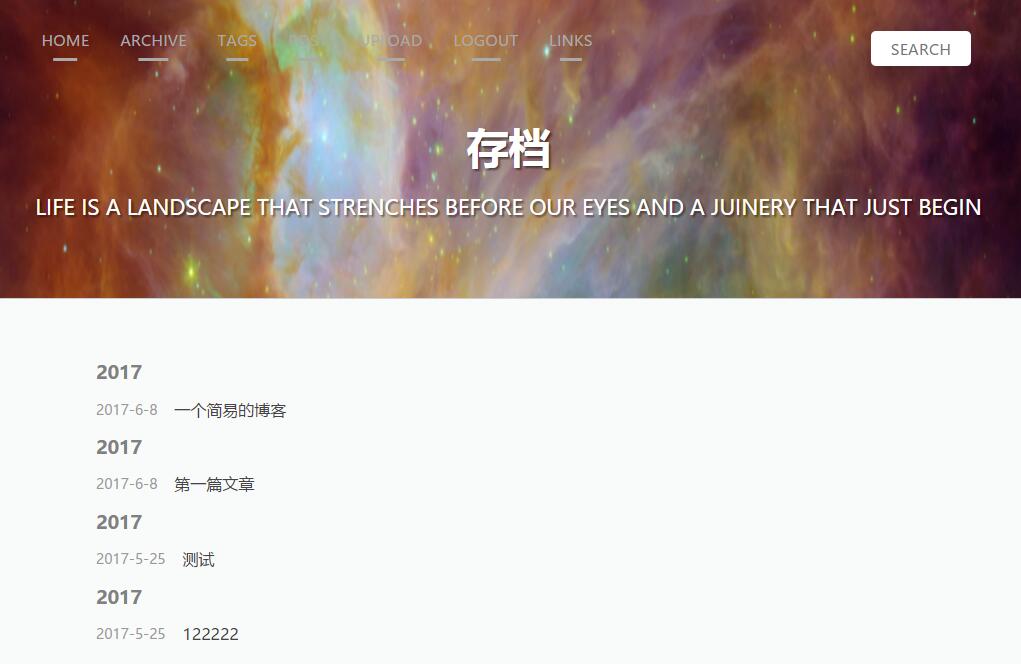 HOME ARCHIVE TAGS RSS UPLOAD LOGOUT LINKS SEARCH
存档
LIFE IS A LANDSCAPE THAT STRENCHES BEFORE OUR EYES AND A JUINERY THAT JUST BEGIN
2017
2017-6-8 一个简易的博客
2017
2017-6-8 第一篇文章
2017
2017-5-25 测试
2017
2017-5-25 122222